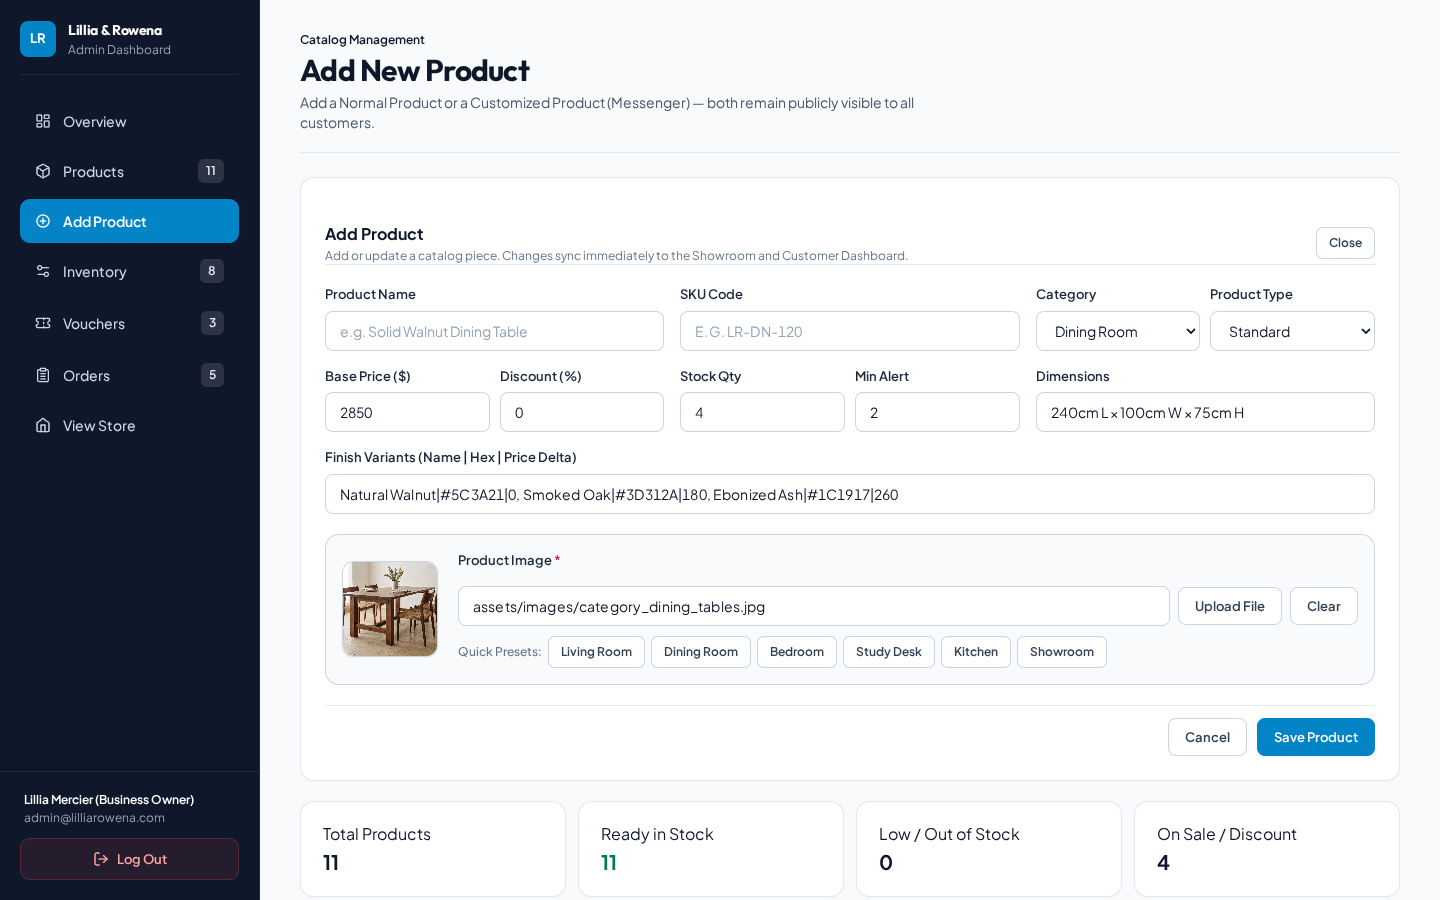 LR
Lillia & Rowena
Admin Dashboard
Overview
Products 11
Add Product
Inventory 8
Vouchers 3
Orders 5
View Store
Lillia Mercier (Business Owner)
admin@lilliarowena.com
Log Out
Catalog Management
Add New Product
Add a Normal Product or a Customized Product (Messenger) — both remain publicly visible to all
customers.
Add Product
Add or update a catalog piece. Changes sync immediately to the Showroom and Customer Dashboard.
Close
Product Name SKU Code Category Product Type
e.g. Solid Walnut Dining Table E.G. LR-DN-120 Dining Room Standard
Base Price ($) Discount (%) Stock Qty Min Alert Dimensions
2850 0 4 2 240cm L × 100cm W × 75cm H
Finish Variants (Name | Hex | Price Delta)
Natural Walnut|#5C3A21|0, Smoked Oak|#3D312A|180, Ebonized Ash|#1C1917|260
Product Image *
assets/images/category_dining_tables.jpg Upload File Clear
Quick Presets: Living Room Dining Room Bedroom Study Desk Kitchen Showroom
Cancel Save Product
Total Products Ready in Stock Low / Out of Stock On Sale / Discount
11 11 0 4